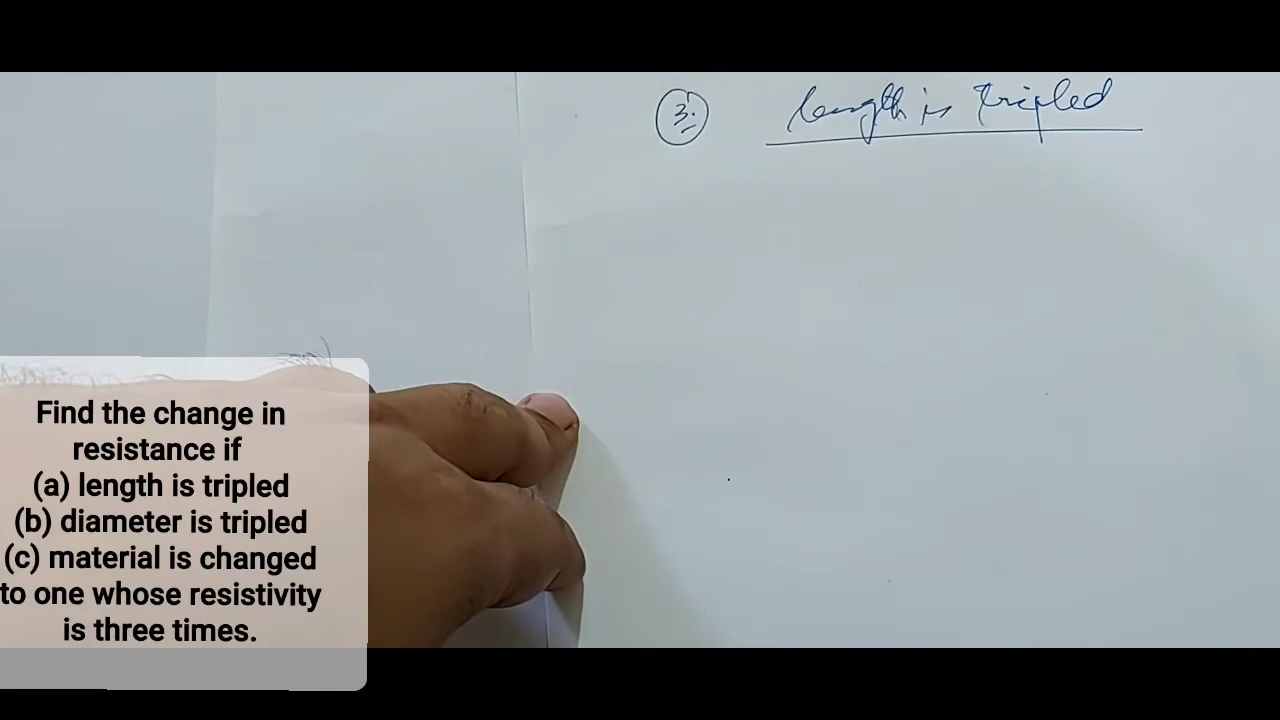 3. length is tripled
Find the change in
resistance if
(a) length is tripled
(b) diameter is tripled
(c) material is changed
to one whose resistivity
is three times.